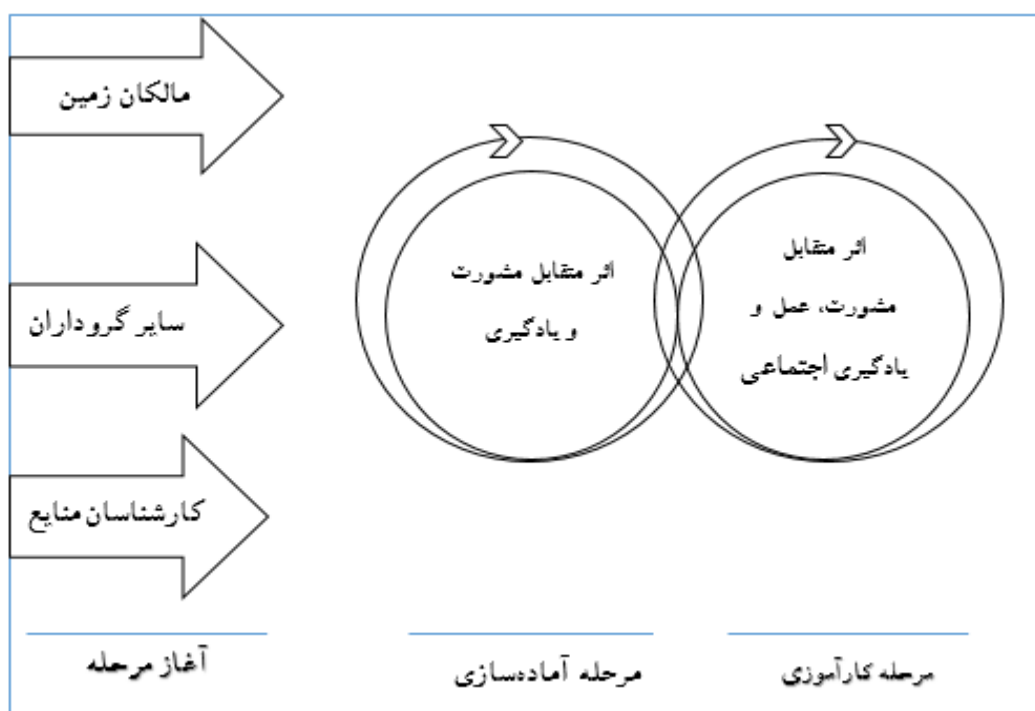 مالکان زمین
سایر گروداران
کارشناسان منایع
اثر متقابل مشورت
و یادگیری
اثر متقابل
مشورت، عمل و
یادگیری اجتماعی
آغاز مرحله
مرحله آماده‌سازی
مرحله کارآموزی